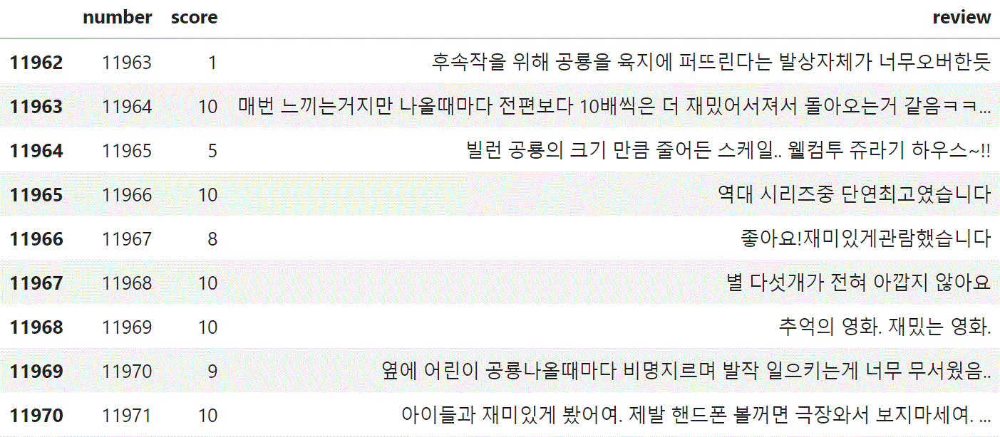 number score review
11962 11963 1 후속작을 위해 공룡을 육지에 퍼뜨린다는 발상자체가 너무오버한듯
11963 11964 10 매번 느끼는거지만 나올때마다 전편보다 10배씩은 더 재밌어서져서 돌아오는거 같음ㅋㅋ...
11964 11965 5 빌런 공룡의 크기 만큼 줄어든 스케일.. 웰컴투 쥬라기 하우스~!!
11965 11966 10 역대 시리즈중 단연최고였습니다
11966 11967 8 좋아요!재미있게관람했습니다
11967 11968 10 별 다섯개가 전혀 아깝지 않아요
11968 11969 10 추억의 영화. 재밌는 영화.
11969 11970 9 옆에 어린이 공룡나올때마다 비명지르며 발작 일으키는게 너무 무서웠음..
11970 11971 10 아이들과 재미있게 봤어여. 제발 핸드폰 볼꺼면 극장와서 보지마세여. ...